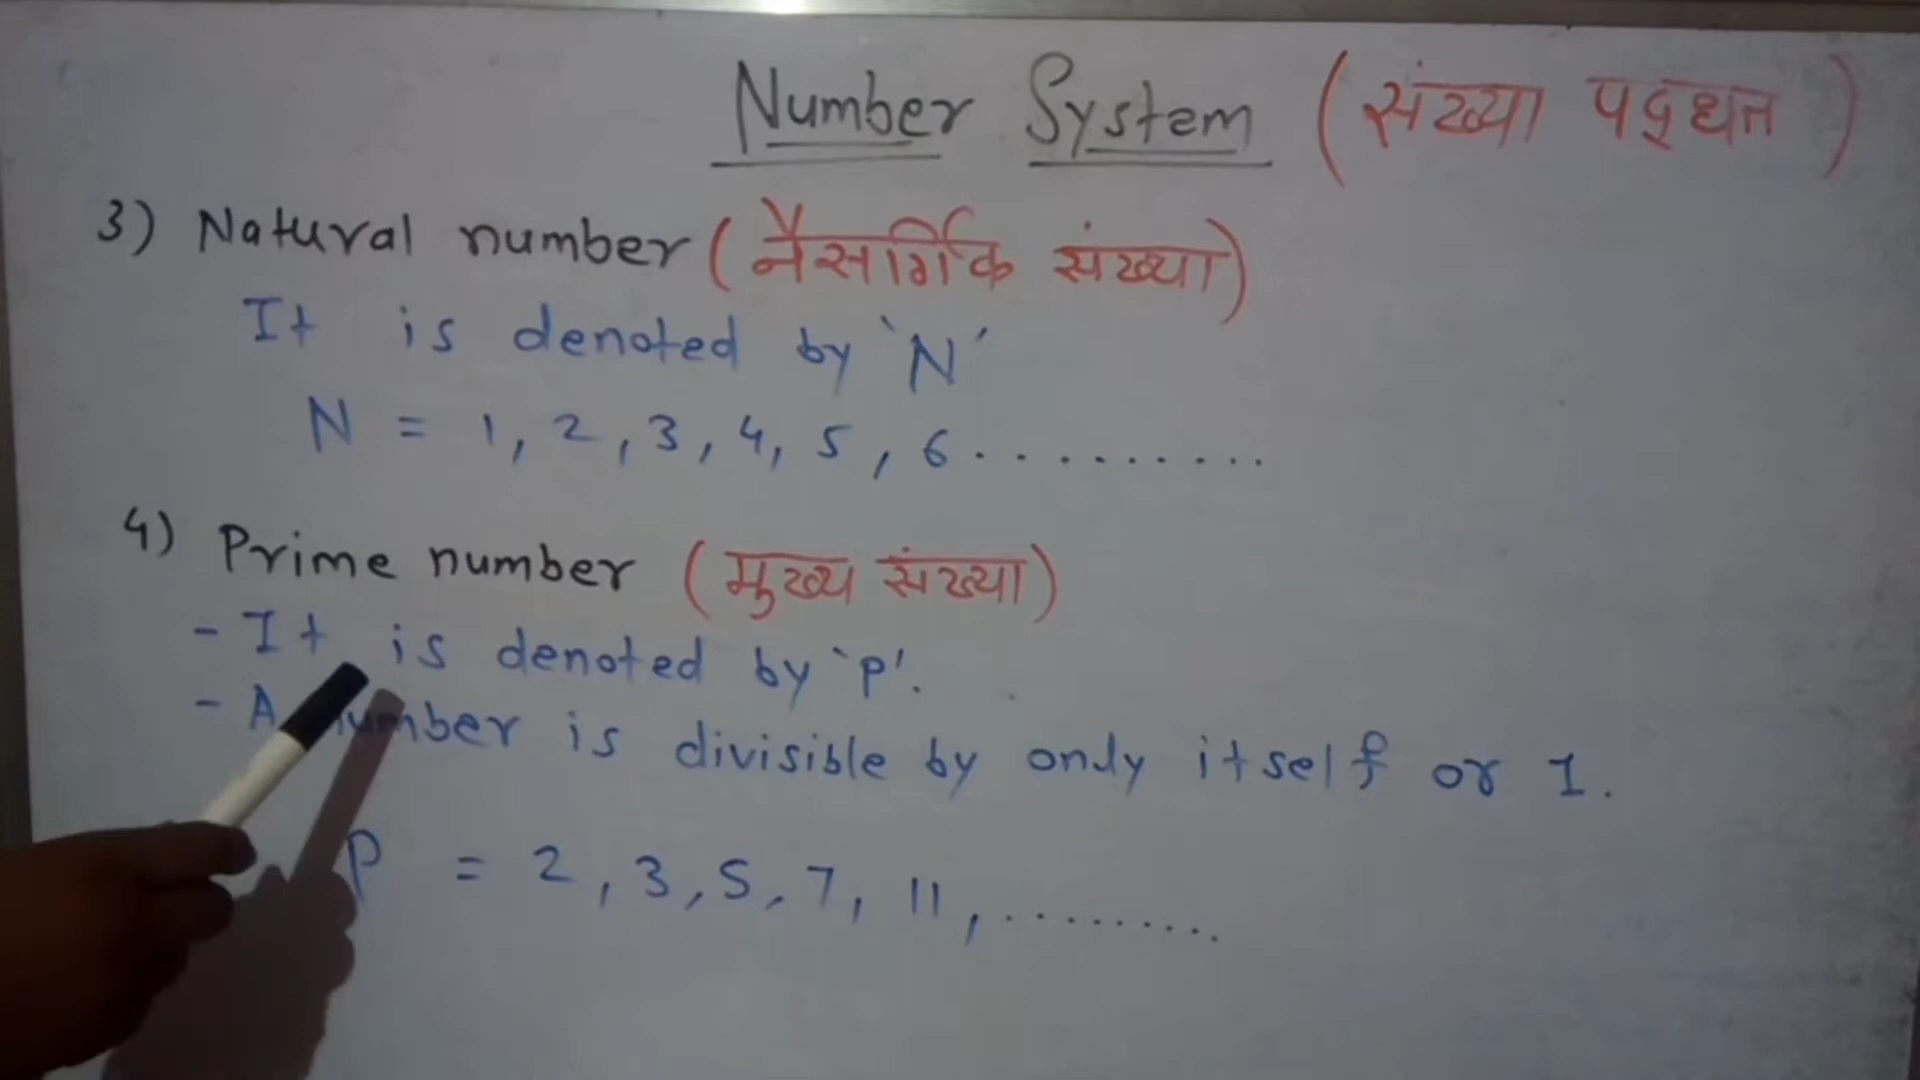 Number System (संख्या पद्धत)
3) Natural number (नैसर्गिक संख्या)
It is denoted by 'N'
N = 1, 2, 3, 4, 5, 6..........
4) Prime number (मुख्य संख्या)
- It is denoted by 'P'.
- A number is divisible by only itself or 1.
P = 2, 3, 5, 7, 11, .........